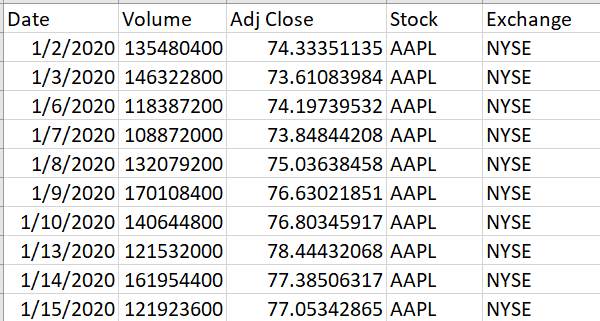 Date Volume Adj Close Stock Exchange
1/2/2020 135480400 74.33351135 AAPL NYSE
1/3/2020 146322800 73.61083984 AAPL NYSE
1/6/2020 118387200 74.19739532 AAPL NYSE
1/7/2020 108872000 73.84844208 AAPL NYSE
1/8/2020 132079200 75.03638458 AAPL NYSE
1/9/2020 170108400 76.63021851 AAPL NYSE
1/10/2020 140644800 76.80345917 AAPL NYSE
1/13/2020 121532000 78.44432068 AAPL NYSE
1/14/2020 161954400 77.38506317 AAPL NYSE
1/15/2020 121923600 77.05342865 AAPL NYSE